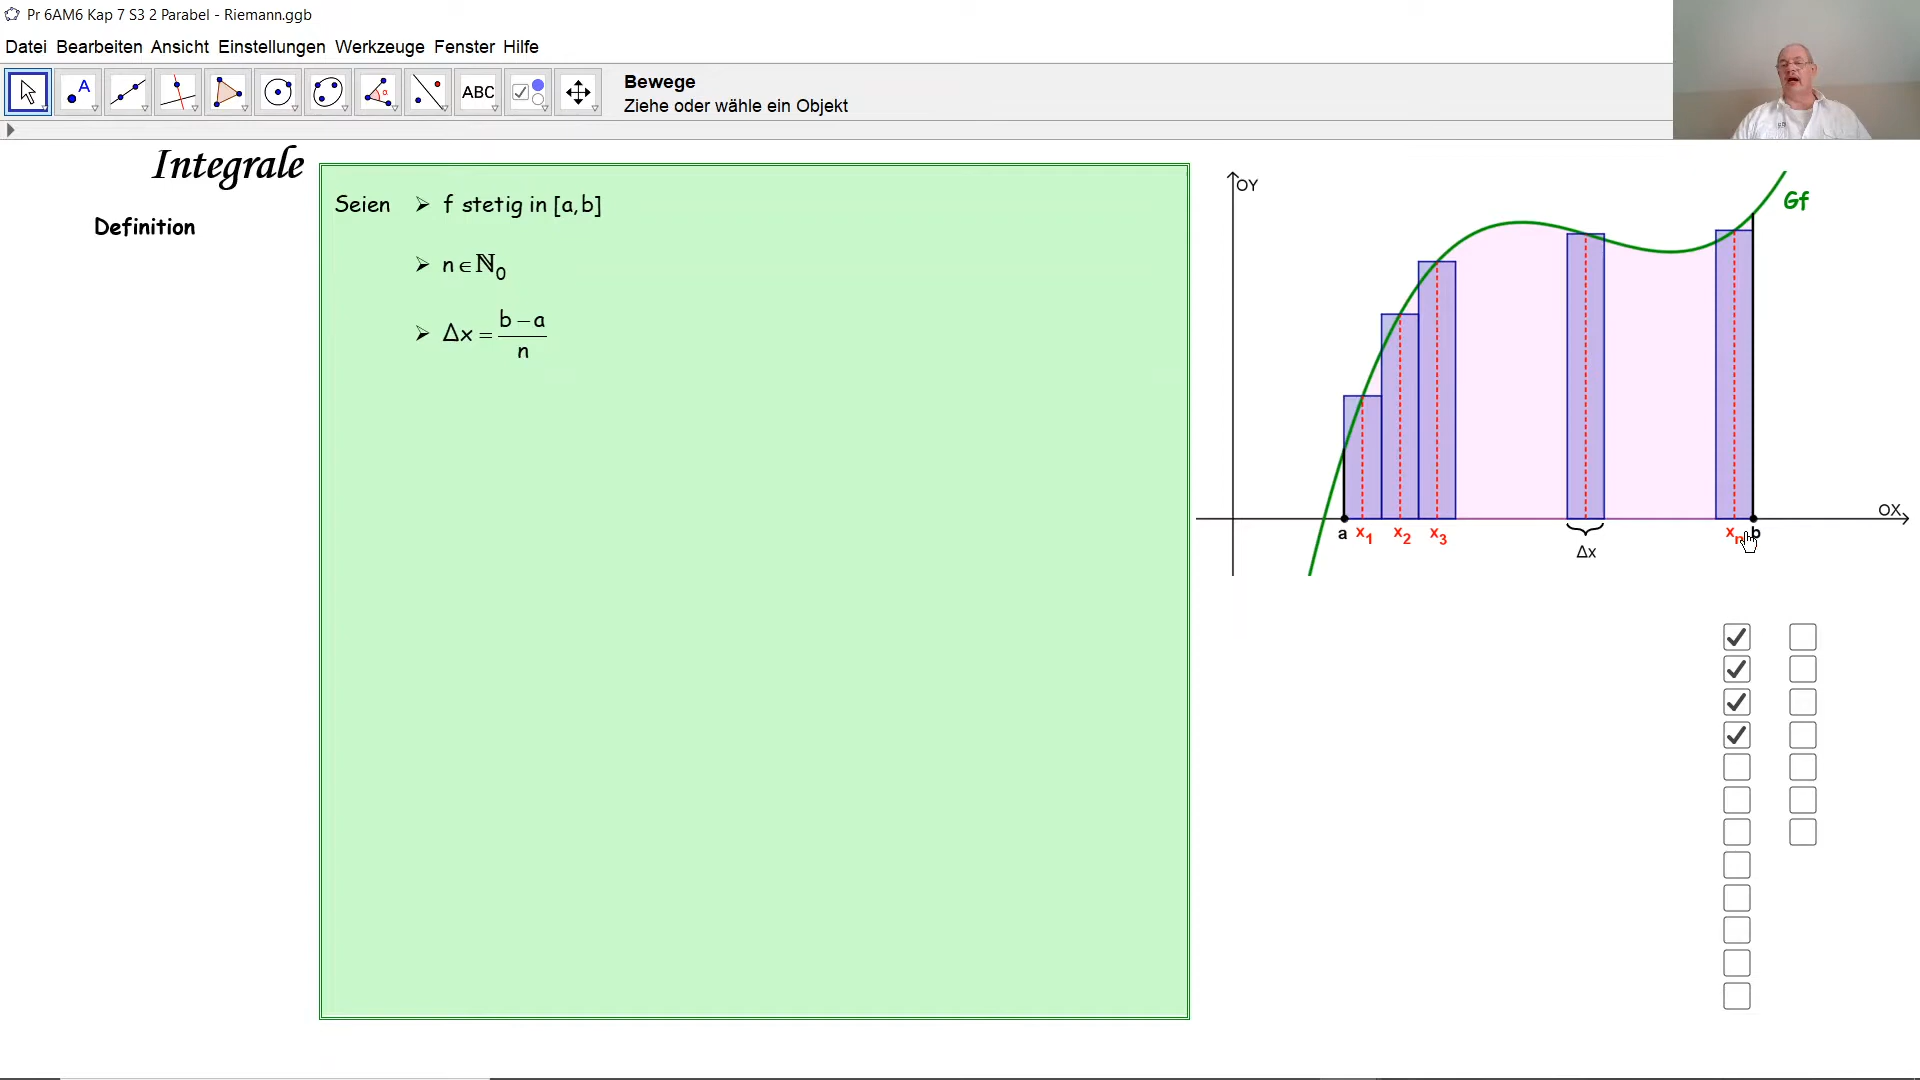 Pr 6AM6 Kap 7 S3 2 Parabel - Riemann.ggb
Datei Bearbeiten Ansicht Einstellungen Werkzeuge Fenster Hilfe
A
α
ABC
Bewege
Ziehe oder wähle ein Objekt
Integrale
Definition
Seien ➢ f stetig in [a,b]
➢ n∈ℕ₀
➢ Δx = (b – a)/n
OY
Gf
OX
a x₁ x₂ x₃ xₙ b
Δx